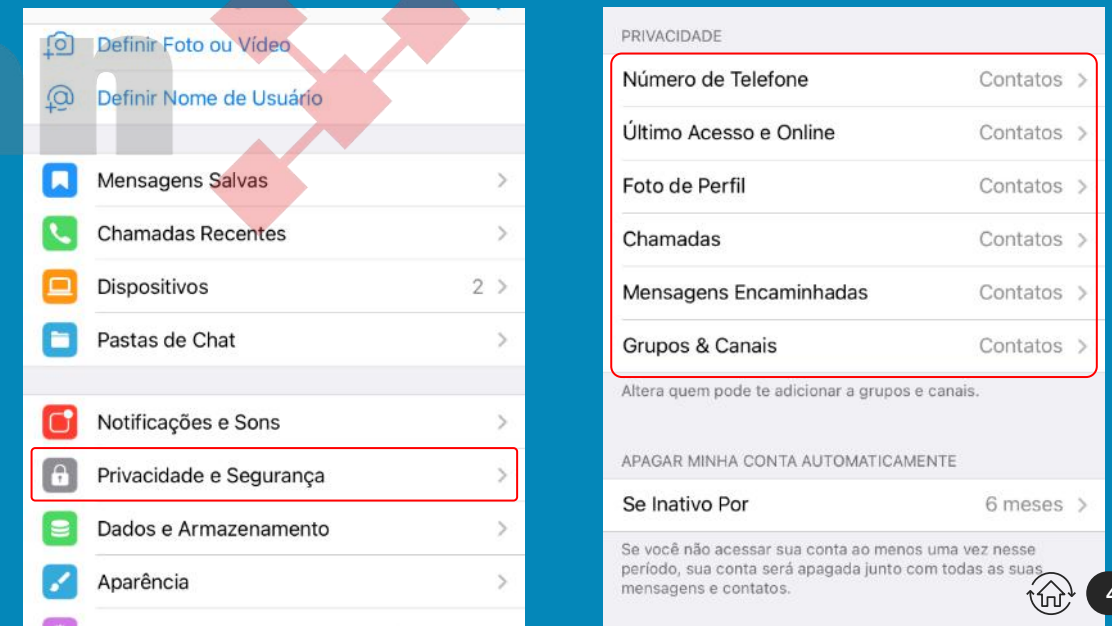 Definir Foto ou Vídeo
Definir Nome de Usuário
Mensagens Salvas
Chamadas Recentes
Dispositivos 2
Pastas de Chat
Notificações e Sons
Privacidade e Segurança
Dados e Armazenamento
Aparência
PRIVACIDADE
Número de Telefone Contatos
Último Acesso e Online Contatos
Foto de Perfil Contatos
Chamadas Contatos
Mensagens Encaminhadas Contatos
Grupos & Canais Contatos
Altera quem pode te adicionar a grupos e canais.
APAGAR MINHA CONTA AUTOMATICAMENTE
Se Inativo Por 6 meses
Se você não acessar sua conta ao menos uma vez nesse
período, sua conta será apagada junto com todas as suas
mensagens e contatos.
4